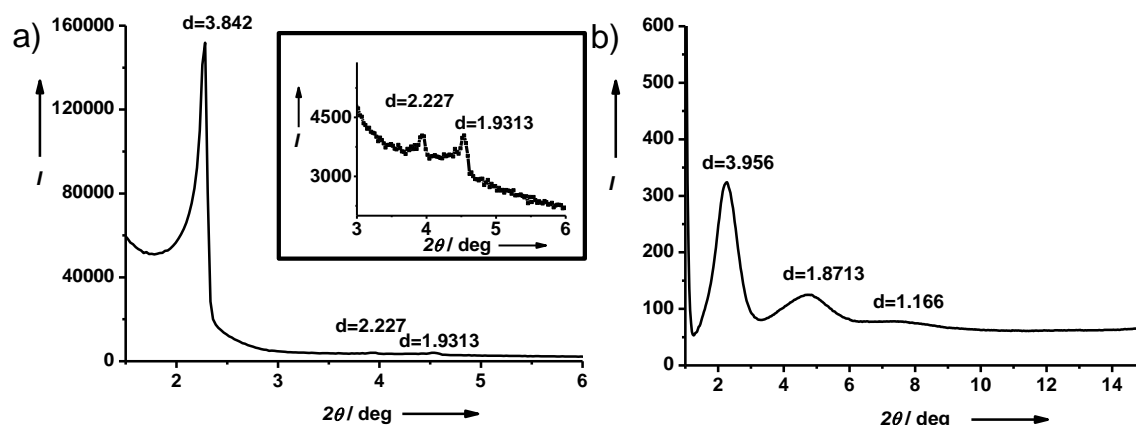 a)
160000
120000
80000
40000
0
I
d=3.842
d=2.227
d=1.9313
2 3 4 5 6
2θ / deg
4500
3000
I
d=2.227
d=1.9313
3 4 5 6
2θ / deg
b)
600
500
400
300
200
100
0
I
d=3.956
d=1.8713
d=1.166
2 4 6 8 10 12 14
2θ / deg